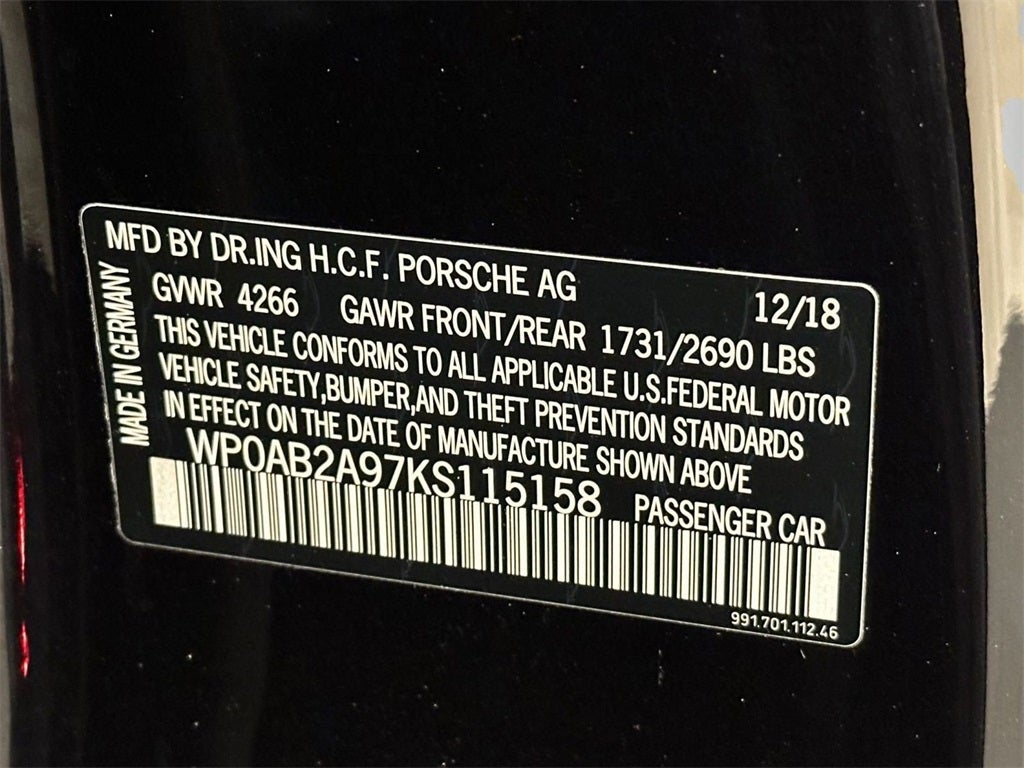 MFD BY DR.ING H.C.F. PORSCHE AG 12/18
GVWR 4266 GAWR FRONT/REAR 1731/2690 LBS
THIS VEHICLE CONFORMS TO ALL APPLICABLE U.S.FEDERAL MOTOR
VEHICLE SAFETY,BUMPER,AND THEFT PREVENTION STANDARDS
IN EFFECT ON THE DATE OF MANUFACTURE SHOWN ABOVE
WP0AB2A97KS115158 PASSENGER CAR
991.701.112.46
MADE IN GERMANY